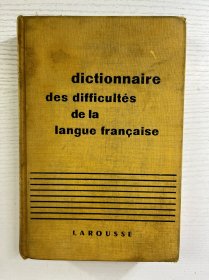 dictionnaire
des difficultés
de la
langue française
LAROUSSE